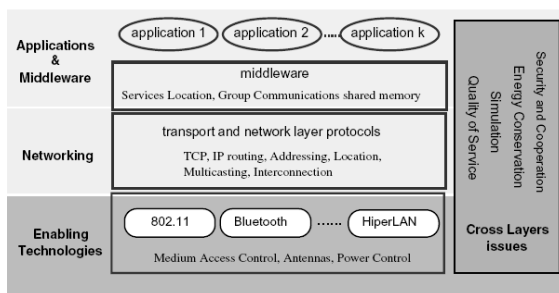 Applications
&
Middleware
application 1 application 2 ..... application k
middleware
Services Location, Group Communications shared memory
Networking
transport and network layer protocols
TCP, IP routing, Addressing, Location,
Multicasting, Interconnection
Enabling
Technologies
802.11 Bluetooth ...... HiperLAN
Medium Access Control, Antennas, Power Control
Security and Cooperation
Energy Conservation
Simulation
Quality of Service
Cross Layers
issues